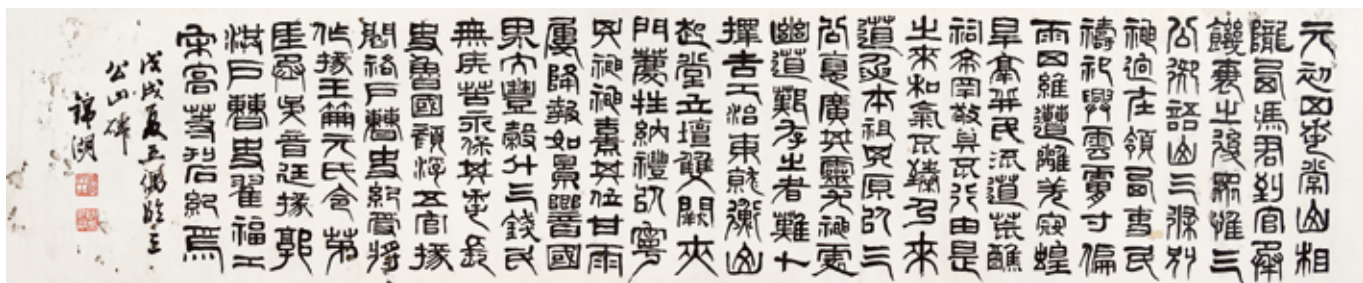 元初四年常山相
隴西馮君到官承
饑衰之後躬惟三
公御語山三條別
神迥在領西吏民
禱祀興雲膚寸偏
雨四維遭離羌寇蝗
旱鬲并民流道荒醮
祠希罕敬奠不行由是
之來和氣不臻乃來
道要本祖其原以三
公德廣其靈尤神處
幽道艱存之者難卜
擇吉土治東就衡山
起堂立壇雙闕夾
門薦牲納禮以寧
其神神熹其位甘雨
屢降報如景響國
界大豐穀斗三錢民
無疾苦永保其年長
史魯國顏浮五官掾
閻祐戶曹史紀受將
作掾王笧元氏令茅
匡丞吳音廷掾郭
洪戶曹史翟福工
宋高等刊石紀焉
戊戌夏五偶臨三
公山碑
錦湖